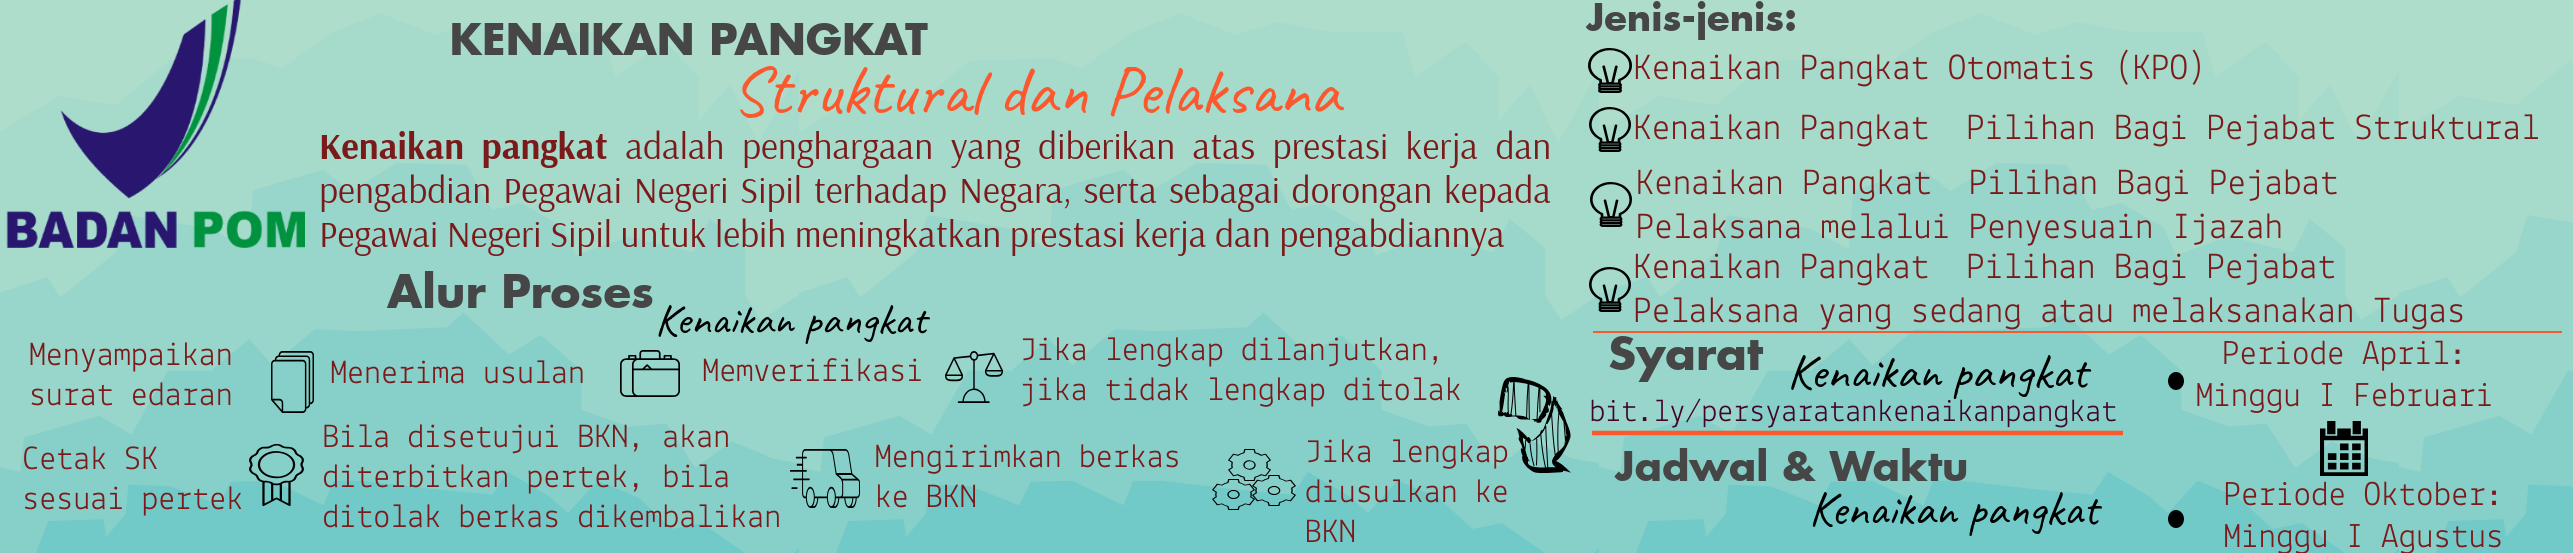 BADAN POM
KENAIKAN PANGKAT
Struktural dan Pelaksana
Kenaikan pangkat adalah penghargaan yang diberikan atas prestasi kerja dan
pengabdian Pegawai Negeri Sipil terhadap Negara, serta sebagai dorongan kepada
Pegawai Negeri Sipil untuk lebih meningkatkan prestasi kerja dan pengabdiannya
Alur Proses
Kenaikan pangkat
Menyampaikan
surat edaran
Menerima usulan
Memverifikasi
Jika lengkap dilanjutkan,
jika tidak lengkap ditolak
Jika lengkap
diusulkan ke
BKN
Mengirimkan berkas
ke BKN
Bila disetujui BKN, akan
diterbitkan pertek, bila
ditolak berkas dikembalikan
Cetak SK
sesuai pertek
Jenis-jenis:
Kenaikan Pangkat Otomatis (KPO)
Kenaikan Pangkat Pilihan Bagi Pejabat Struktural
Kenaikan Pangkat Pilihan Bagi Pejabat
Pelaksana melalui Penyesuain Ijazah
Kenaikan Pangkat Pilihan Bagi Pejabat
Pelaksana yang sedang atau melaksanakan Tugas
Syarat
Kenaikan pangkat
bit.ly/persyaratankenaikanpangkat
Jadwal & Waktu
Kenaikan pangkat
• Periode April:
Minggu I Februari
• Periode Oktober:
Minggu I Agustus